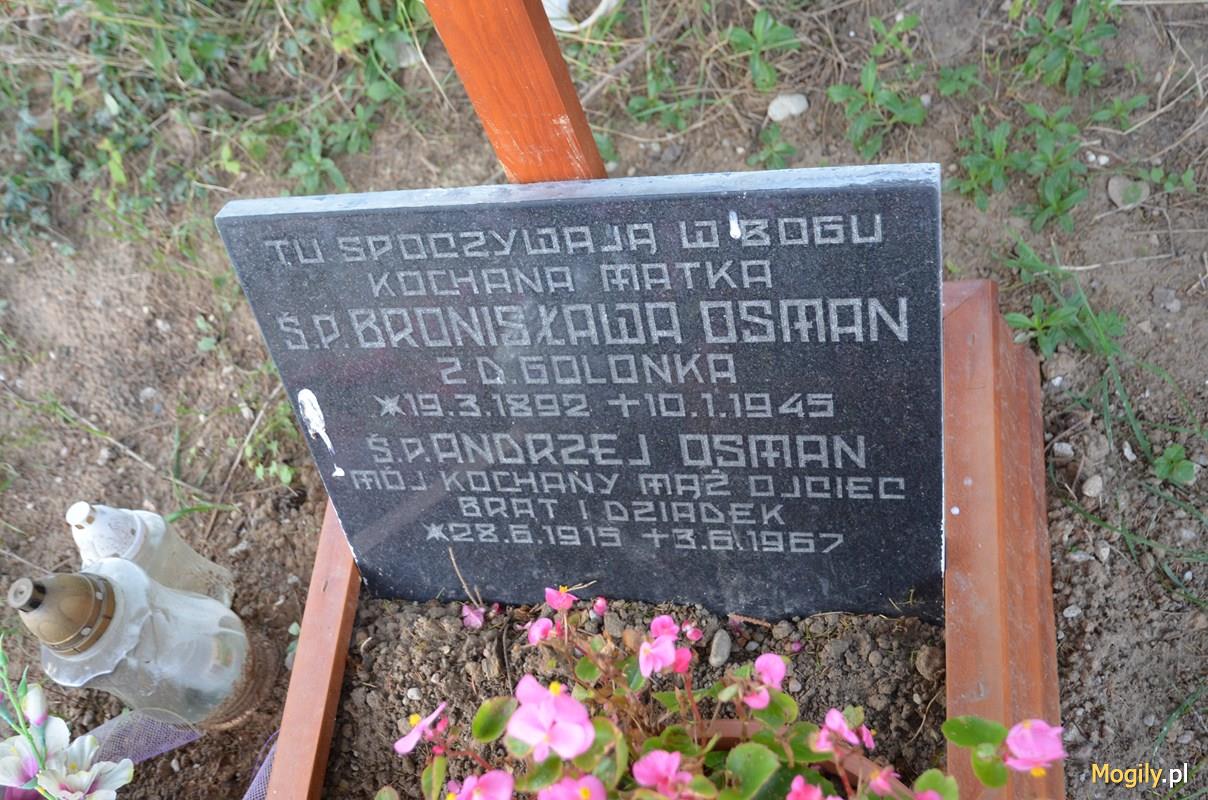 TU SPOCZYWAJĄ W BOGU
KOCHANA MATKA
Ś.P. BRONISŁAWA OSMAN
Z D. GOLONKA
*19.3.1892 +10.1.1945
Ś.P. ANDRZEJ OSMAN
MÓJ KOCHANY MĄŻ OJCIEC
BRAT I DZIADEK
*28.6.1915 +3.6.1967
Mogily.pl